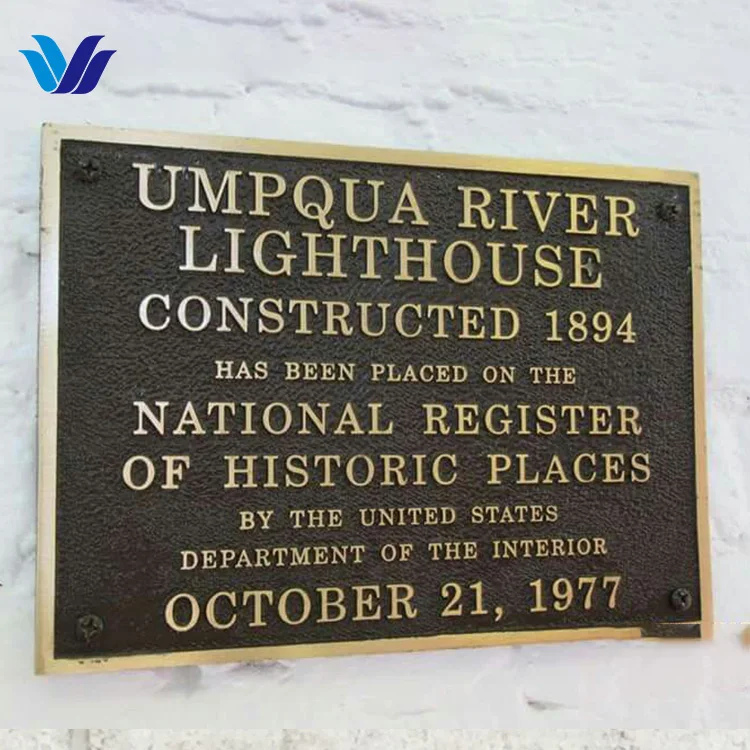 UMPQUA RIVER
LIGHTHOUSE
CONSTRUCTED 1894
HAS BEEN PLACED ON THE
NATIONAL REGISTER
OF HISTORIC PLACES
BY THE UNITED STATES
DEPARTMENT OF THE INTERIOR
OCTOBER 21, 1977